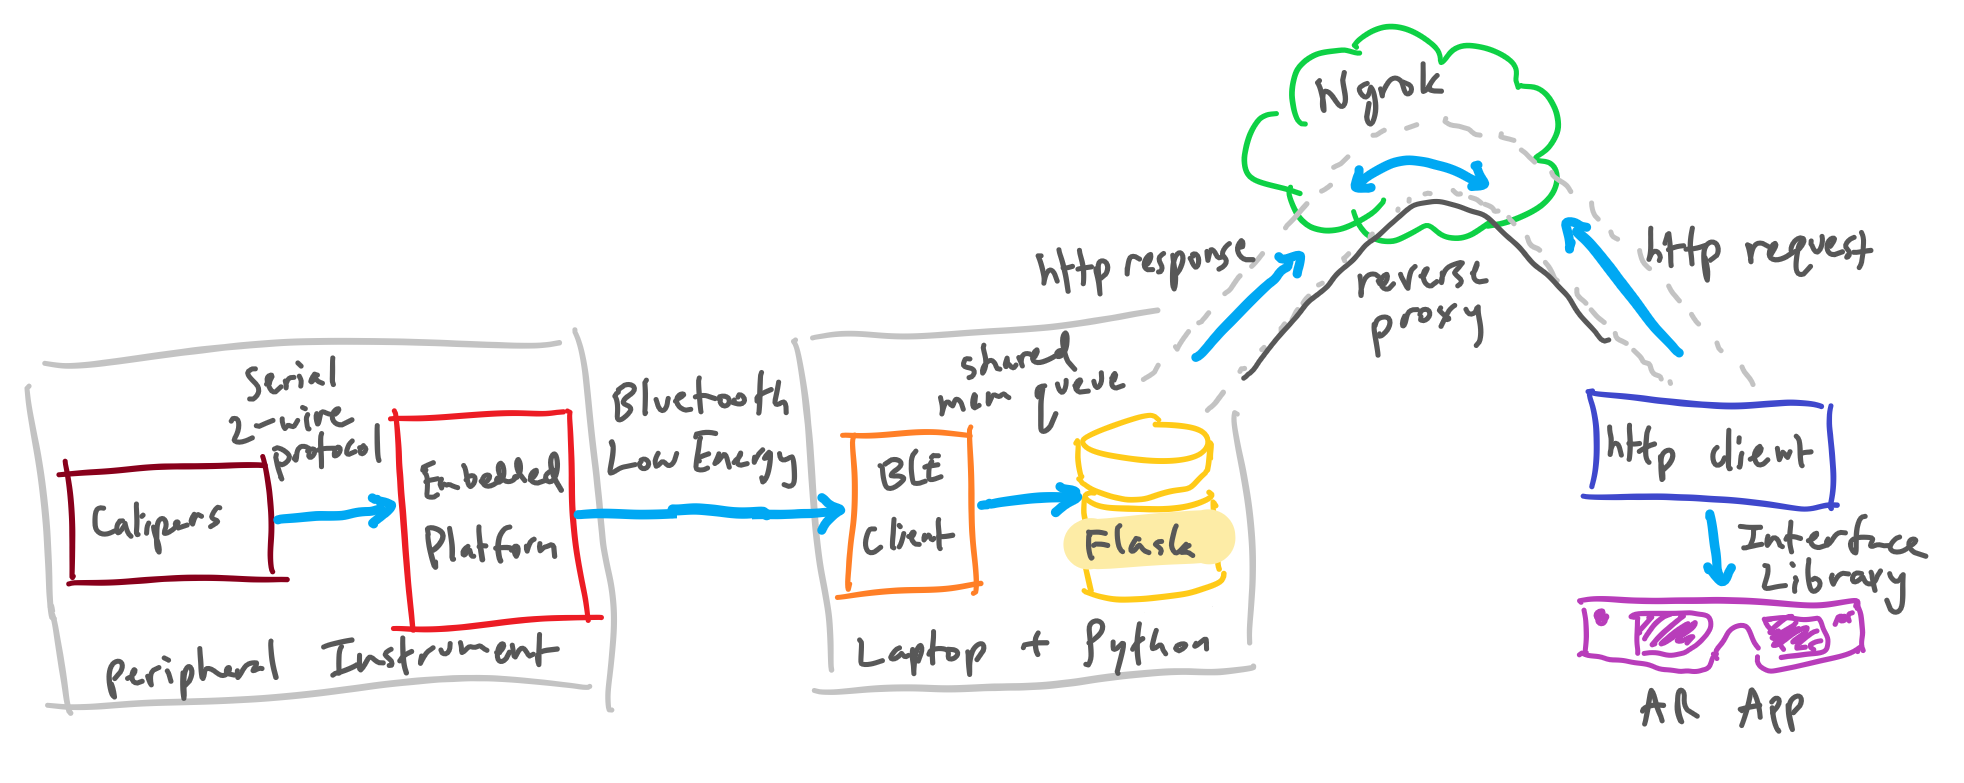 Ngrok
http response
reverse
proxy
http request
Serial
2-wire
protocol
Bluetooth
Low Energy
shared
mem queue
Calipers
Embedded
Platform
BLE
Client
Flask
http client
Interface
Library
Peripheral Instrument
Laptop + Python
AR App